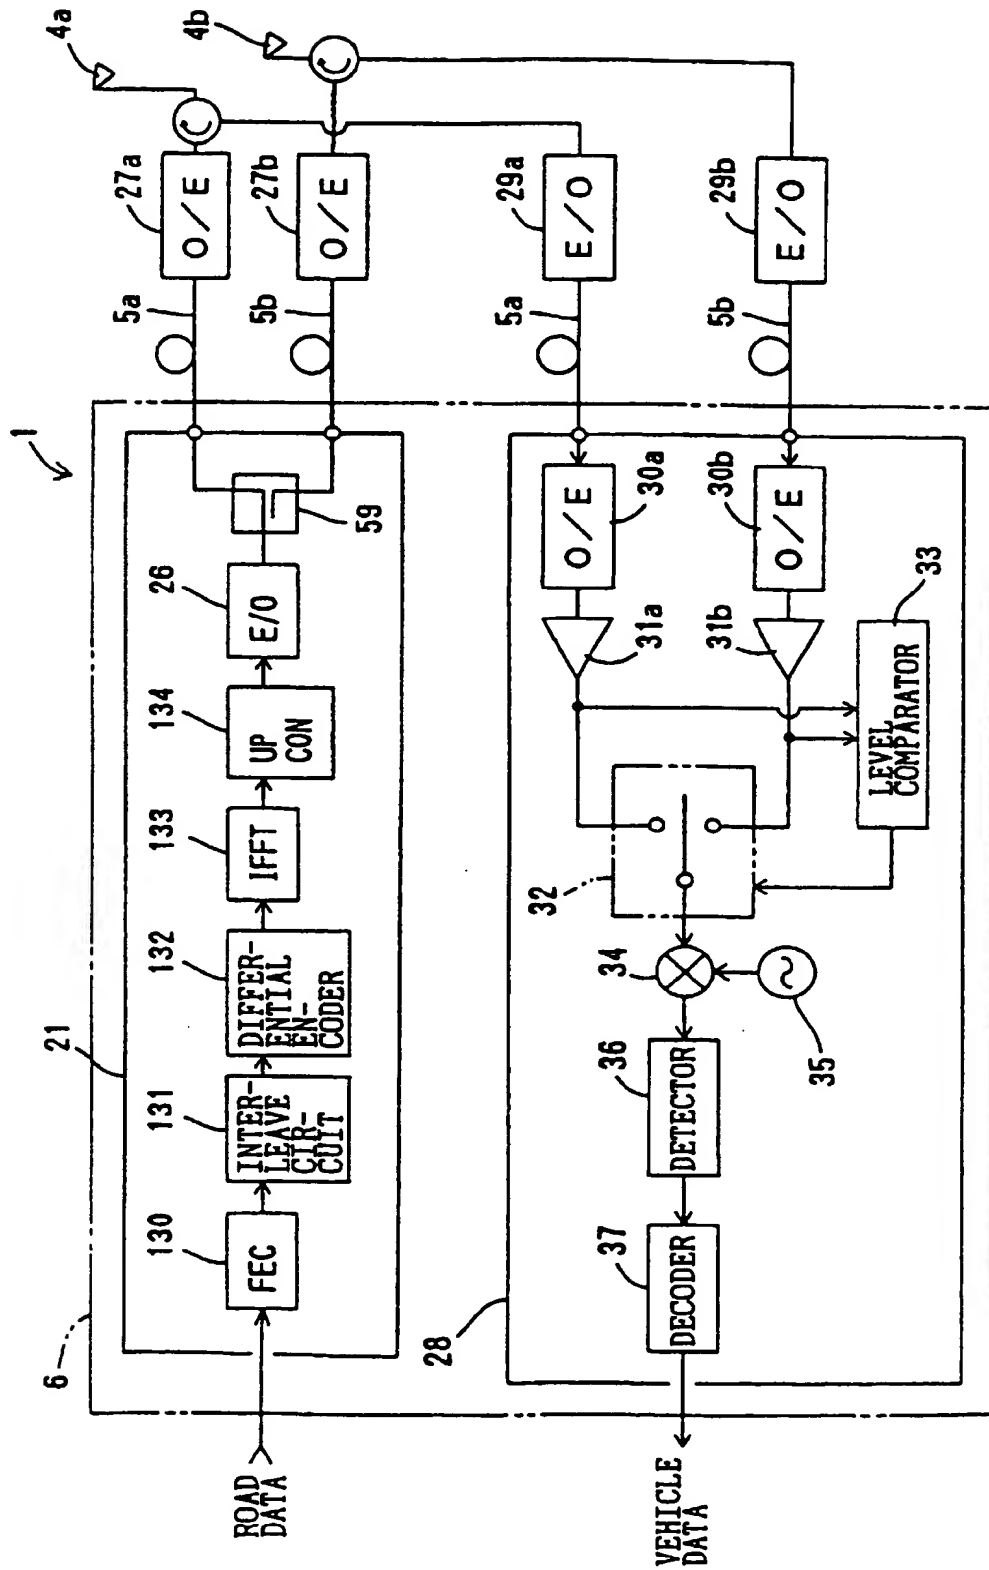 1
6
21
ROAD
DATA
130
FEC
131
INTER-
LEAVE
CIR-
CUIT
132
DIFFER-
ENTIAL
EN-
CODER
133
IFFT
134
UP
CON
26
E/O
59
5a
27a
O/E
4a
5b
27b
O/E
4b
28
VEHICLE
DATA
37
DECODER
36
DETECTOR
34
35
32
31a
30a
O/E
5a
29a
E/O
31b
30b
O/E
5b
29b
E/O
33
LEVEL
COMPARATOR